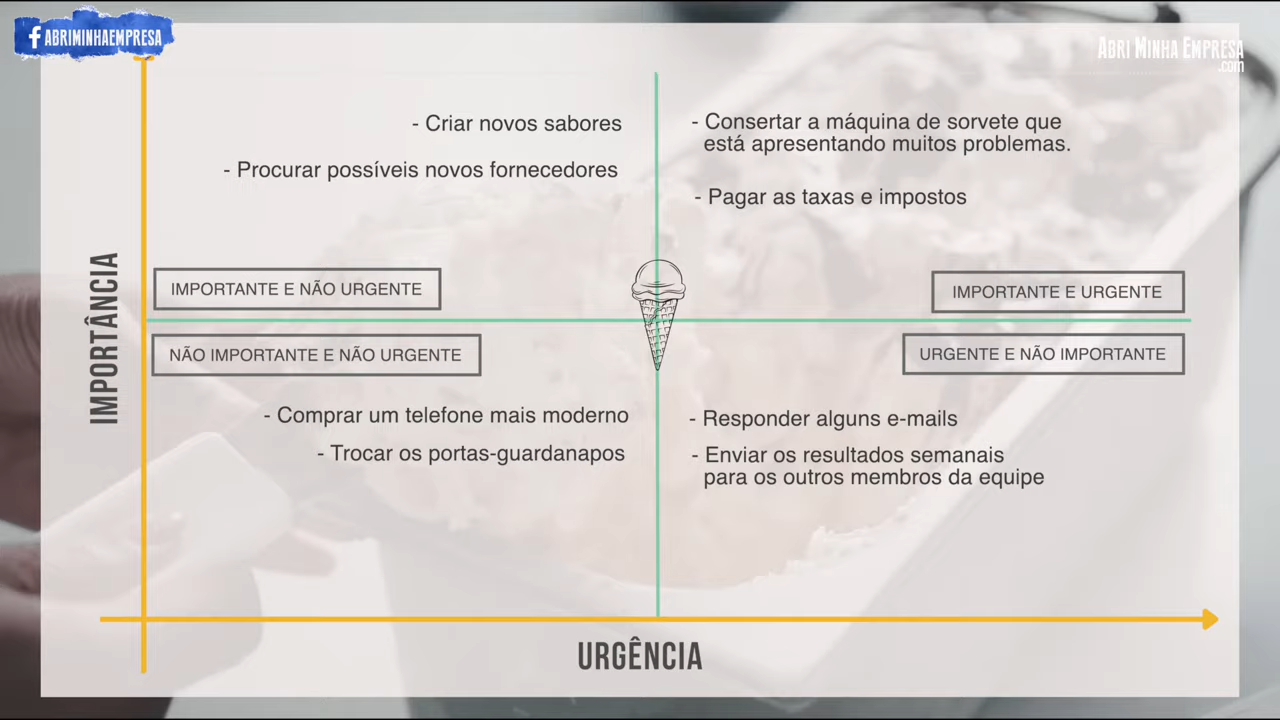 ABRIMINHAEMPRESA
ABRI MINHA EMPRESA
.com
- Criar novos sabores
- Procurar possíveis novos fornecedores
- Consertar a máquina de sorvete que
está apresentando muitos problemas.
- Pagar as taxas e impostos
IMPORTÂNCIA
IMPORTANTE E NÃO URGENTE
IMPORTANTE E URGENTE
NÃO IMPORTANTE E NÃO URGENTE
URGENTE E NÃO IMPORTANTE
- Comprar um telefone mais moderno
- Trocar os portas-guardanapos
- Responder alguns e-mails
- Enviar os resultados semanais
para os outros membros da equipe
URGÊNCIA